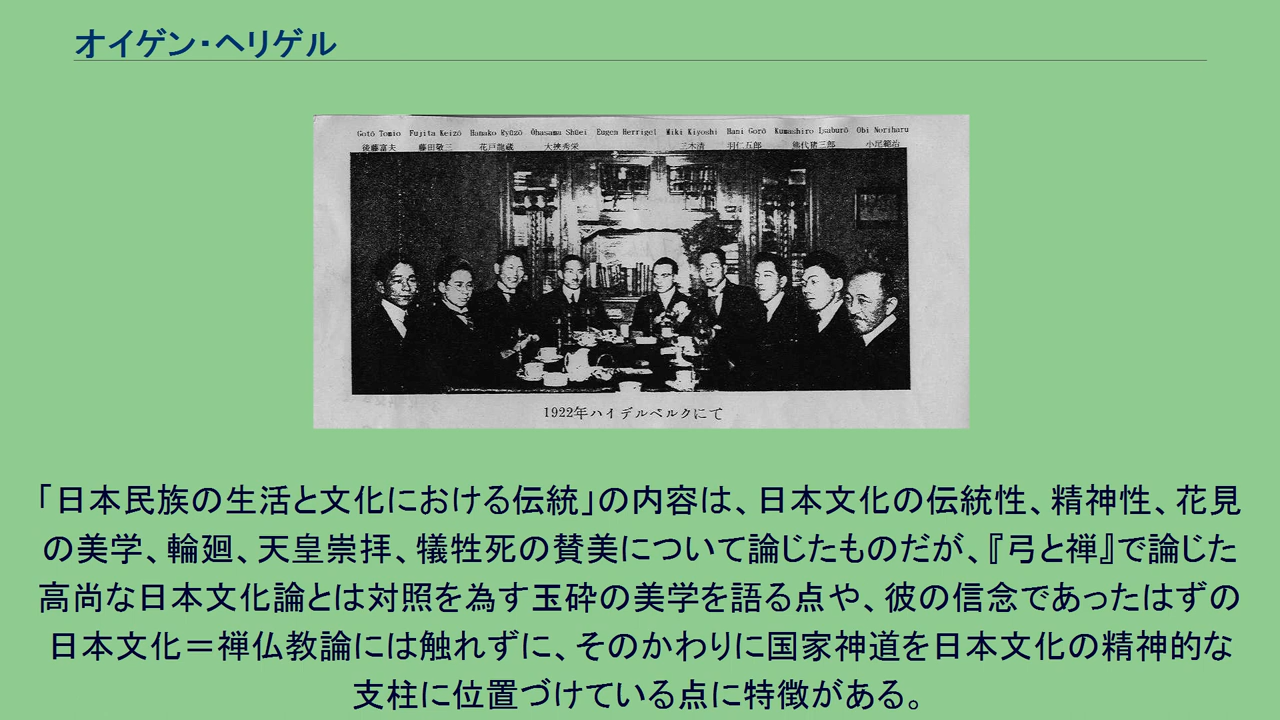 オイゲン・ヘリゲル
Gotō Tomio Fujita Keizō Hanako Ryūzō Ōhasama Shūei Eugen Herrigel Miki Kiyoshi Hani Gorō Kumashiro Isaburō Obi Noriharu
後藤富夫 藤田敬三 花戸龍蔵 大峡秀栄 三木清 羽仁五郎 熊代猪三郎 小尾範治
1922年ハイデルベルクにて
「日本民族の生活と文化における伝統」の内容は、日本文化の伝統性、精神性、花見
の美学、輪廻、天皇崇拝、犠牲死の賛美について論じたものだが、『弓と禅』で論じた
高尚な日本文化論とは対照を為す玉砕の美学を語る点や、彼の信念であったはずの
日本文化＝禅仏教論には触れずに、そのかわりに国家神道を日本文化の精神的な
支柱に位置づけている点に特徴がある。